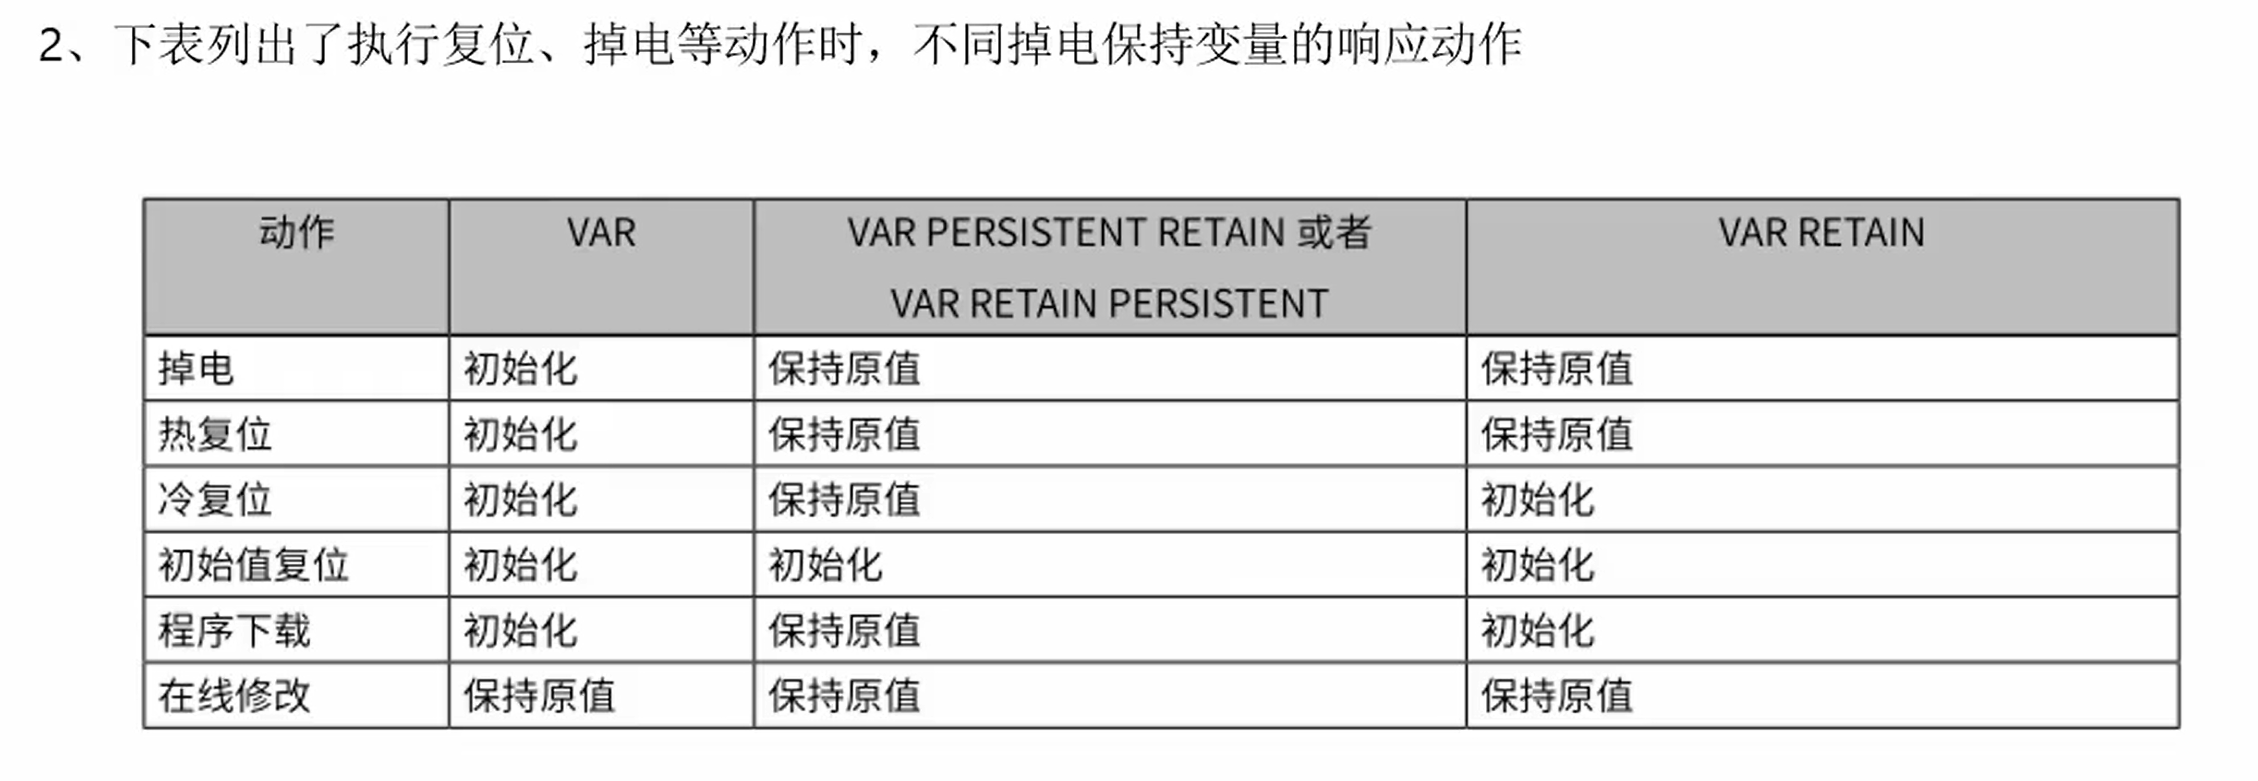 2、下表列出了执行复位、掉电等动作时，不同掉电保持变量的响应动作
动作 VAR VAR PERSISTENT RETAIN 或者 VAR RETAIN
VAR RETAIN PERSISTENT
掉电 初始化 保持原值 保持原值
热复位 初始化 保持原值 保持原值
冷复位 初始化 保持原值 初始化
初始值复位 初始化 初始化 初始化
程序下载 初始化 保持原值 初始化
在线修改 保持原值 保持原值 保持原值